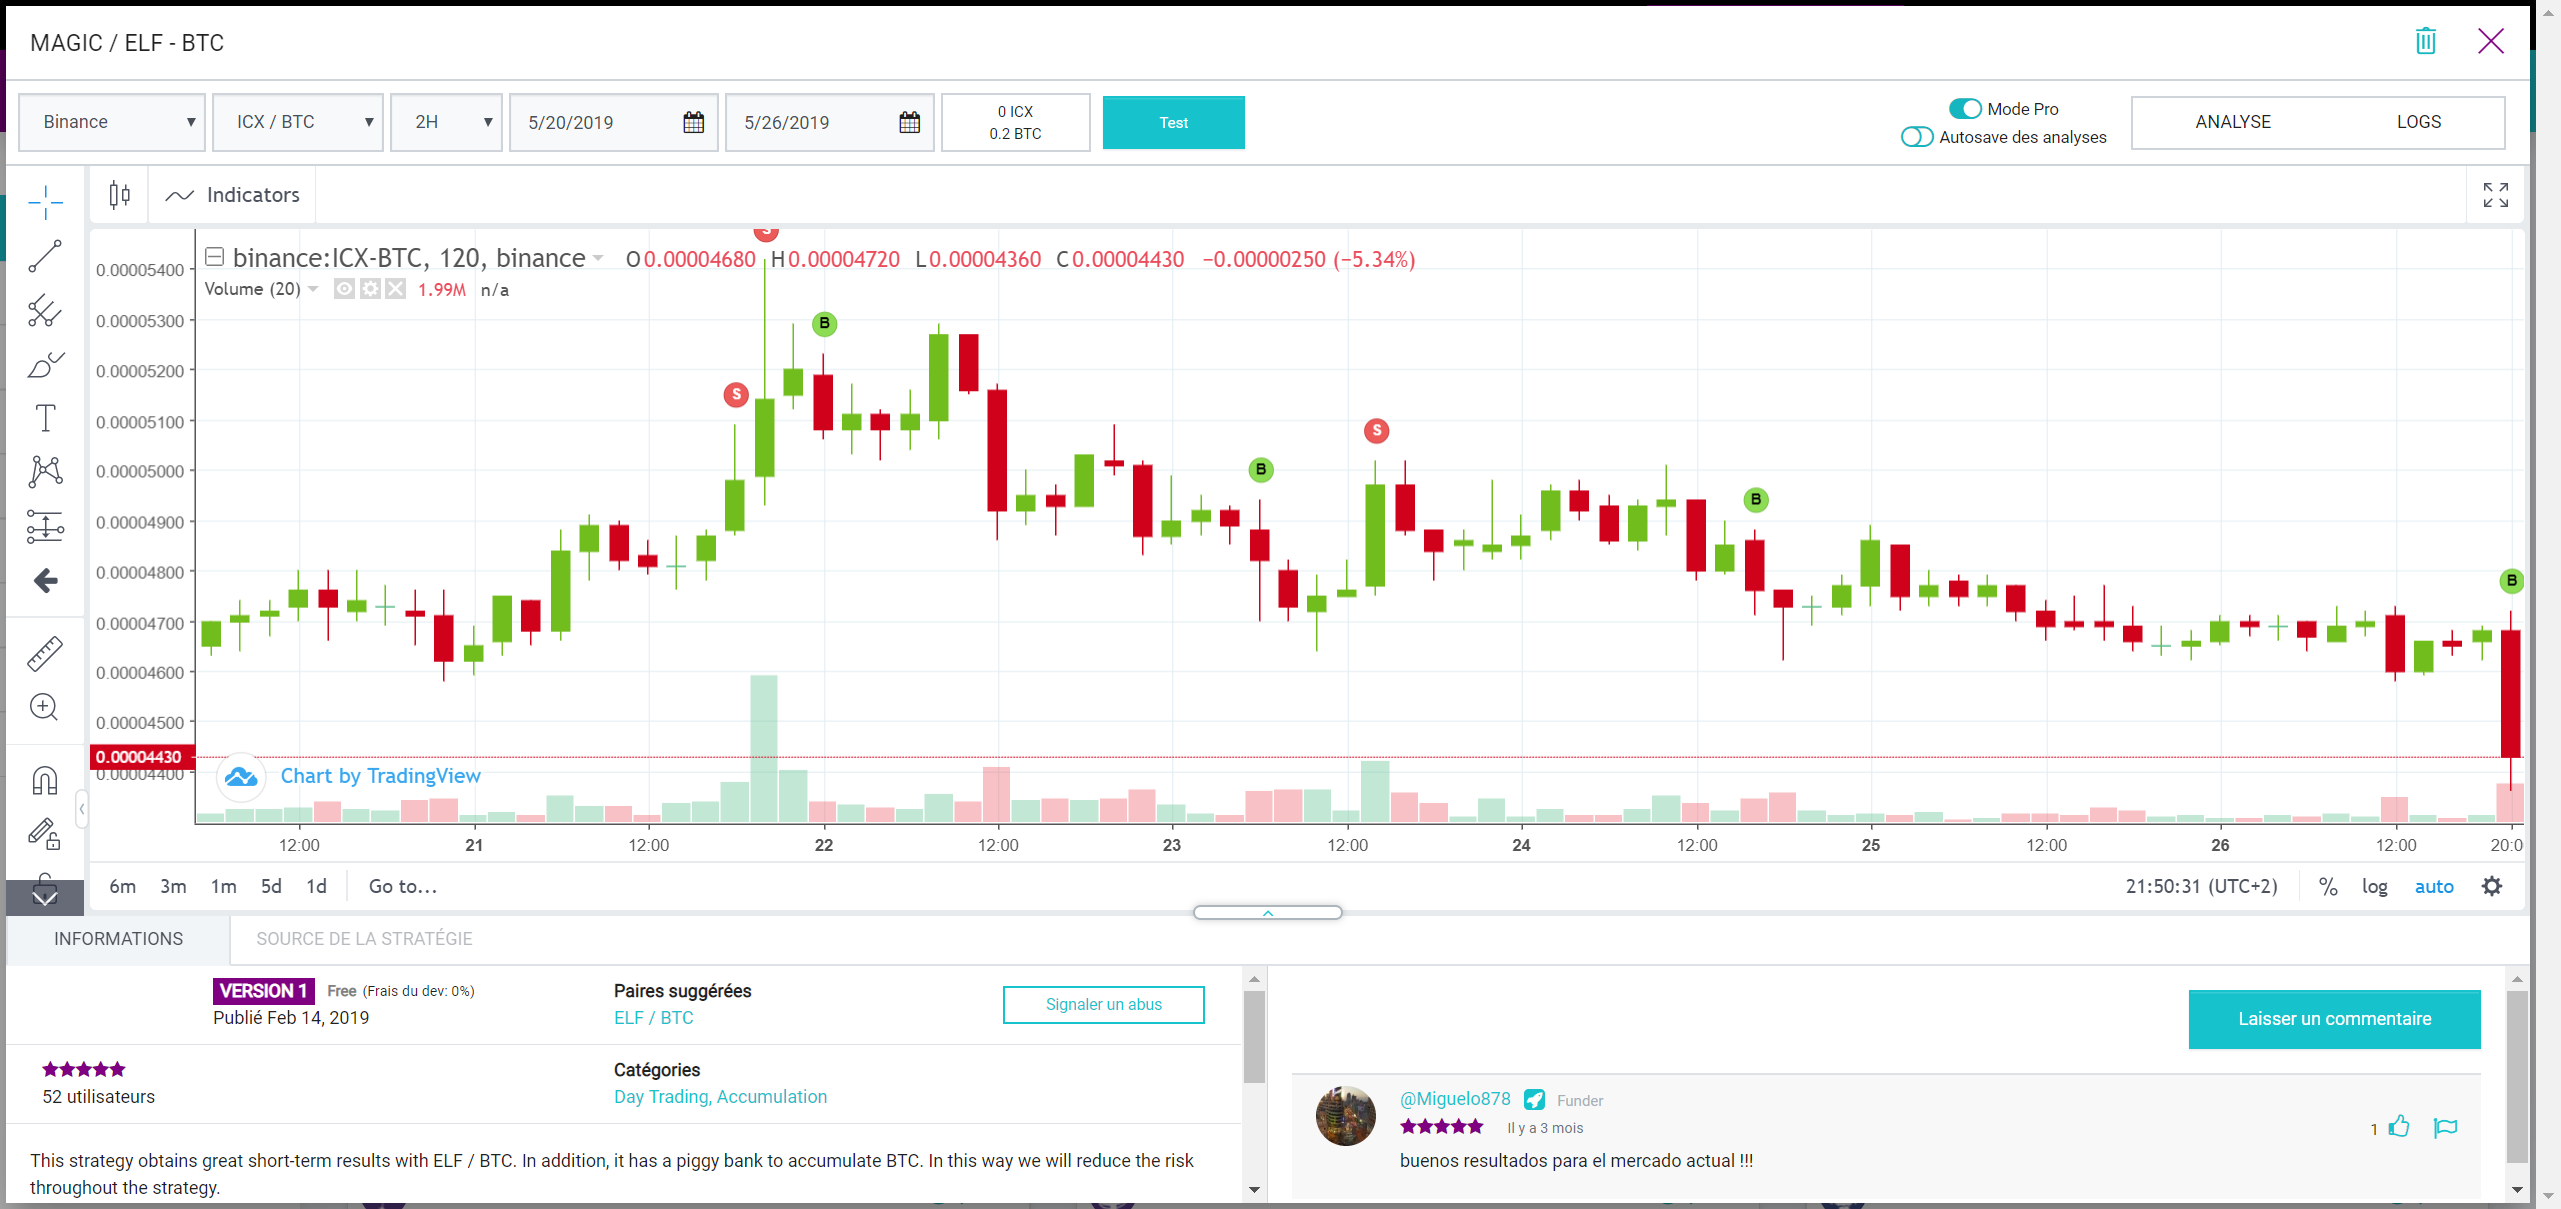 MAGIC / ELF - BTC
Binance
ICX / BTC
2H
5/20/2019
5/26/2019
0 ICX
0.2 BTC
Test
Mode Pro
Autosave des analyses
ANALYSE
LOGS
Indicators
binance:ICX-BTC, 120, binance
O0.00004680 H0.00004720 L0.00004360 C0.00004430 −0.00000250 (−5.34%)
Volume (20) 1.99M n/a
0.00005400
0.00005300
0.00005200
0.00005100
0.00005000
0.00004900
0.00004800
0.00004700
0.00004600
0.00004500
0.00004430
0.00004400
S
S
B
B
S
B
B
Chart by TradingView
12:00 21 12:00 22 12:00 23 12:00 24 12:00 25 12:00 26 12:00 20:0
6m 3m 1m 5d 1d Go to...
21:50:31 (UTC+2) % log auto
INFORMATIONS
SOURCE DE LA STRATÉGIE
VERSION 1 Free (Frais du dev: 0%)
Publié Feb 14, 2019
Paires suggérées
ELF / BTC
Signaler un abus
52 utilisateurs
Catégories
Day Trading, Accumulation
This strategy obtains great short-term results with ELF / BTC. In addition, it has a piggy bank to accumulate BTC. In this way we will reduce the risk
throughout the strategy.
Laisser un commentaire
@Miguelo878 Funder
Il y a 3 mois
1
buenos resultados para el mercado actual !!!